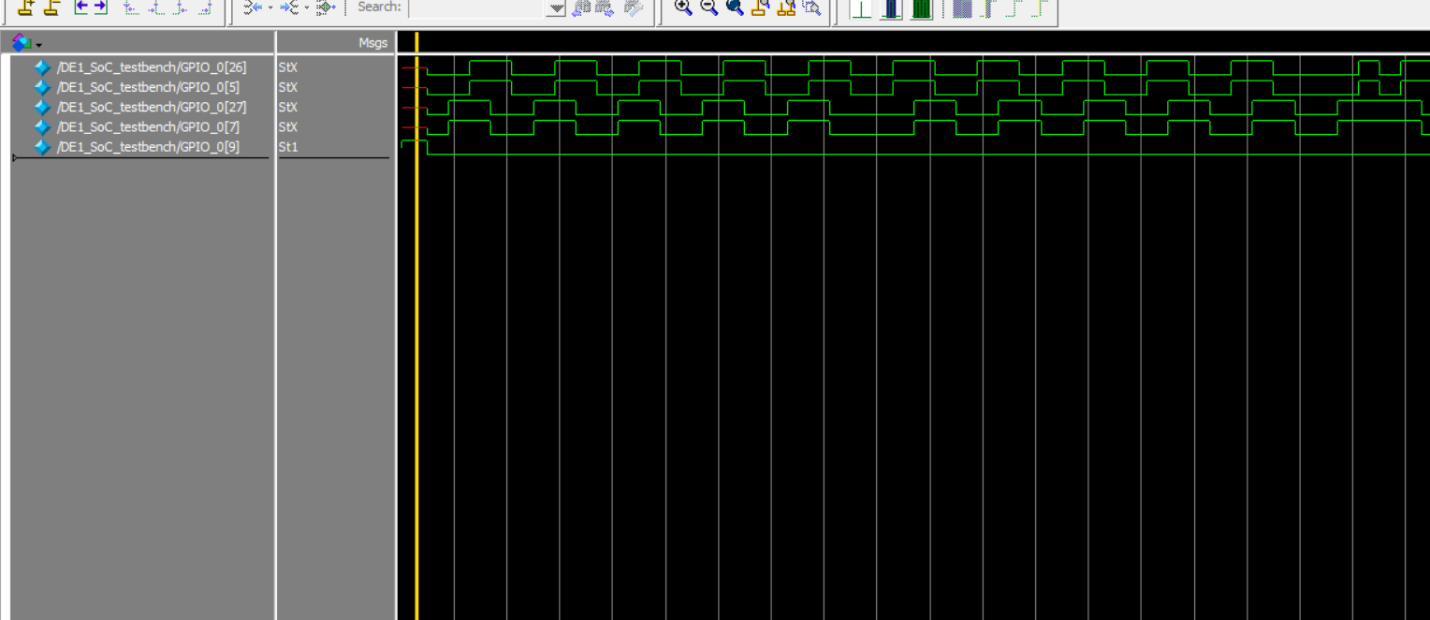 Search:
Msgs
/DE1_SoC_testbench/GPIO_0[26] StX
/DE1_SoC_testbench/GPIO_0[5] StX
/DE1_SoC_testbench/GPIO_0[27] StX
/DE1_SoC_testbench/GPIO_0[7] StX
/DE1_SoC_testbench/GPIO_0[9] St1